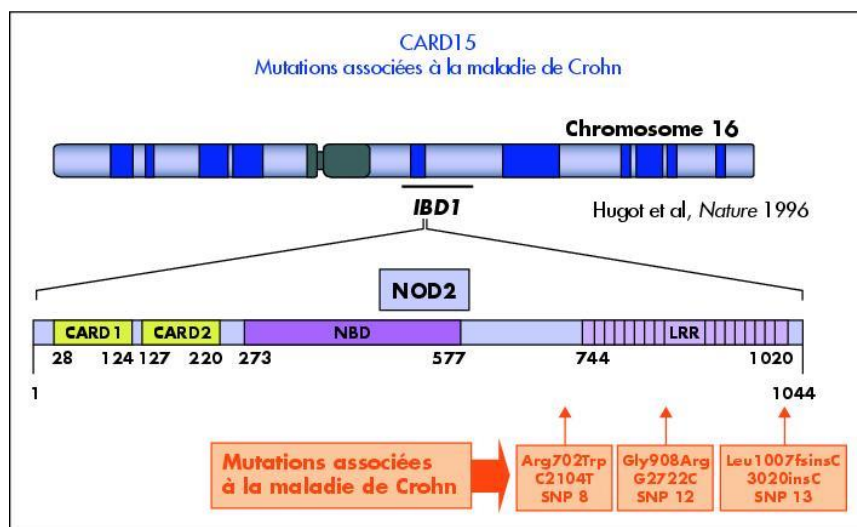 CARD15
Mutations associées à la maladie de Crohn
Chromosome 16
IBD1
Hugot et al, Nature 1996
NOD2
CARD1 CARD2 NBD LRR
28 124 127 220 273 577 744 1020
1 1044
Mutations associées
à la maladie de Crohn
Arg702Trp
C2104T
SNP 8
Gly908Arg
G2722C
SNP 12
Leu1007fsinsC
3020insC
SNP 13